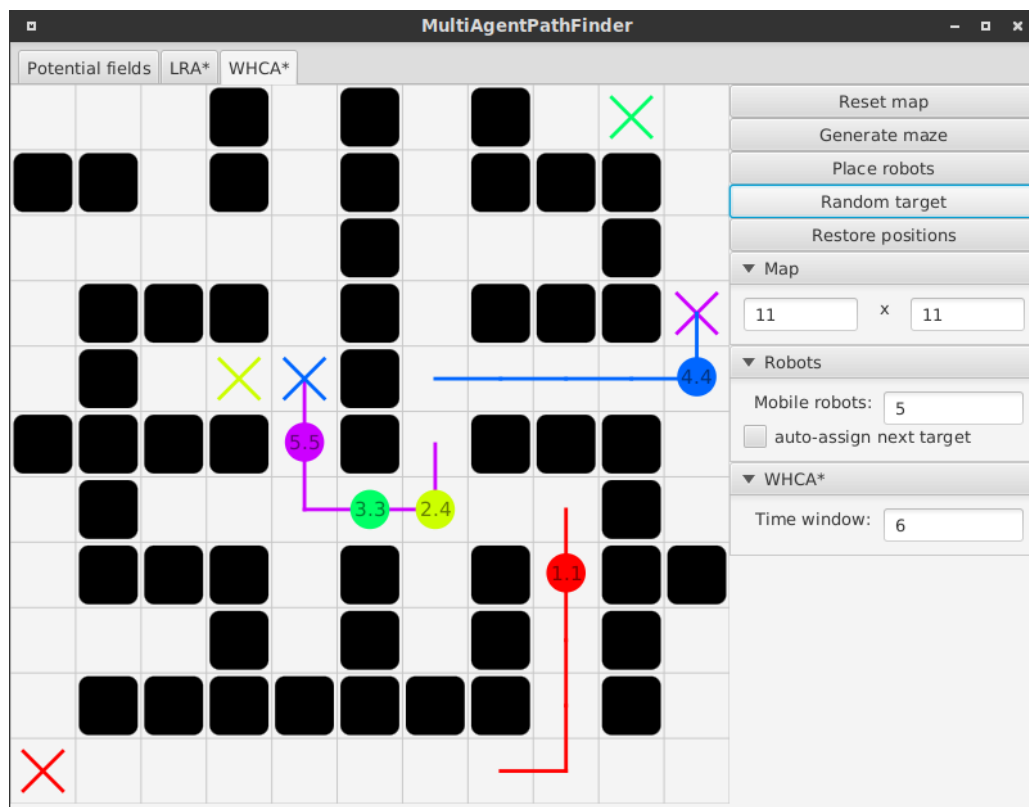 MultiAgentPathFinder
Potential fields LRA* WHCA*
Reset map
Generate maze
Place robots
Random target
Restore positions
Map
11 x 11
Robots
Mobile robots: 5
auto-assign next target
WHCA*
Time window: 6
4.4
5.5
3.3 2.4
1.1